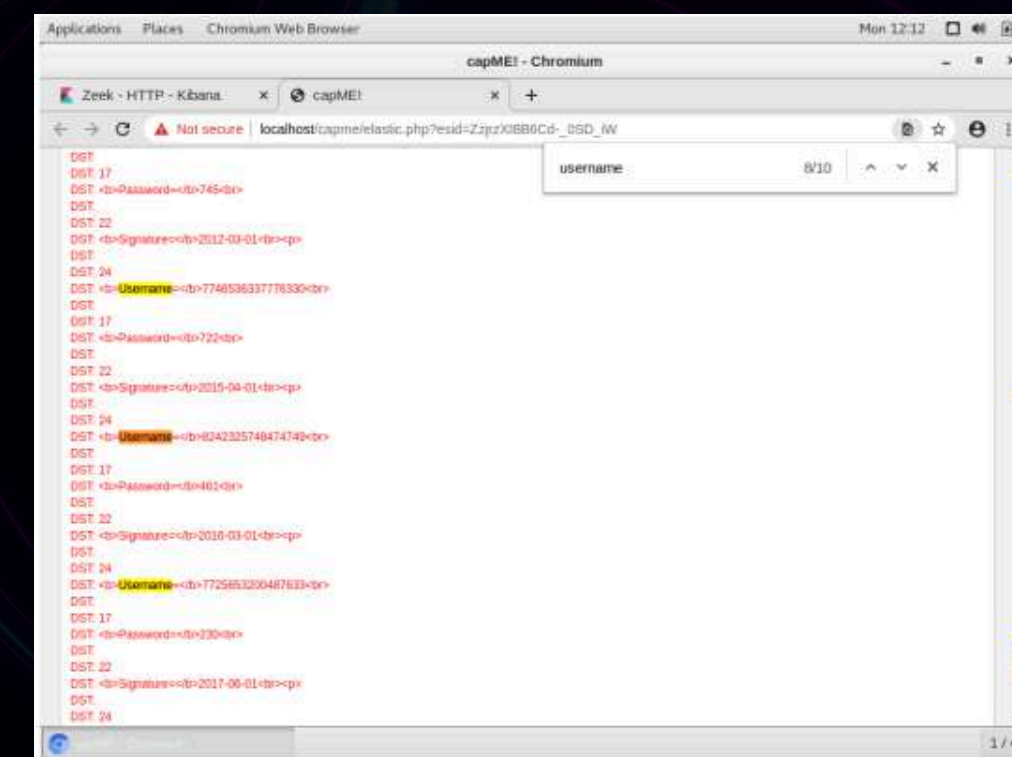 Applications Places Chromium Web Browser Mon 12:12
capME! - Chromium
Zeek - HTTP - Kibana × capME! × +
Not secure localhost/capme/elastic.php?esid=
username 8/10
DST:
DST: 17
DST: <b>Password=</b>745<br>
DST:
DST: 22
DST: <b>Signature=</b>2012-03-01<br><p>
DST:
DST: 24
DST: <b>Username=</b>7746536337776330<br>
DST:
DST: 17
DST: <b>Password=</b>722<br>
DST:
DST: 22
DST: <b>Signature=</b>2015-04-01<br><p>
DST:
DST: 24
DST: <b>Username=</b>8242325748474749<br>
DST:
DST: 17
DST: <b>Password=</b>461<br>
DST:
DST: 22
DST: <b>Signature=</b>2016-03-01<br><p>
DST:
DST: 24
DST: <b>Username=</b>7725653200487633<br>
DST:
DST: 17
DST: <b>Password=</b>230<br>
DST:
DST: 22
DST: <b>Signature=</b>2017-06-01<br><p>
DST:
DST: 24